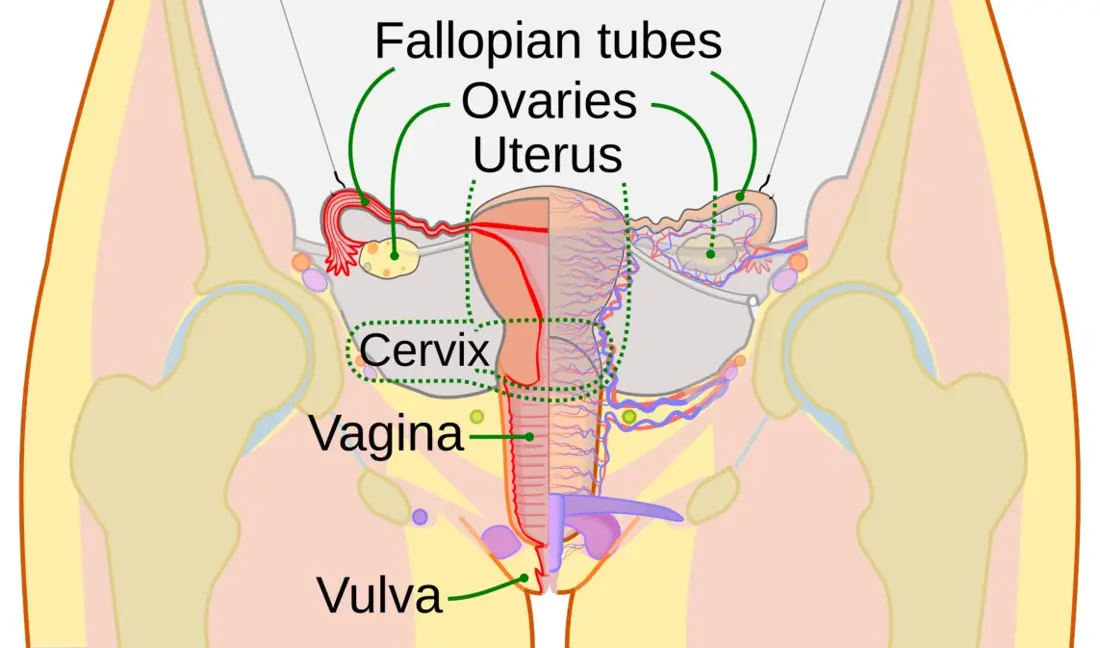 Fallopian tubes
Ovaries
Uterus
Cervix
Vagina
Vulva